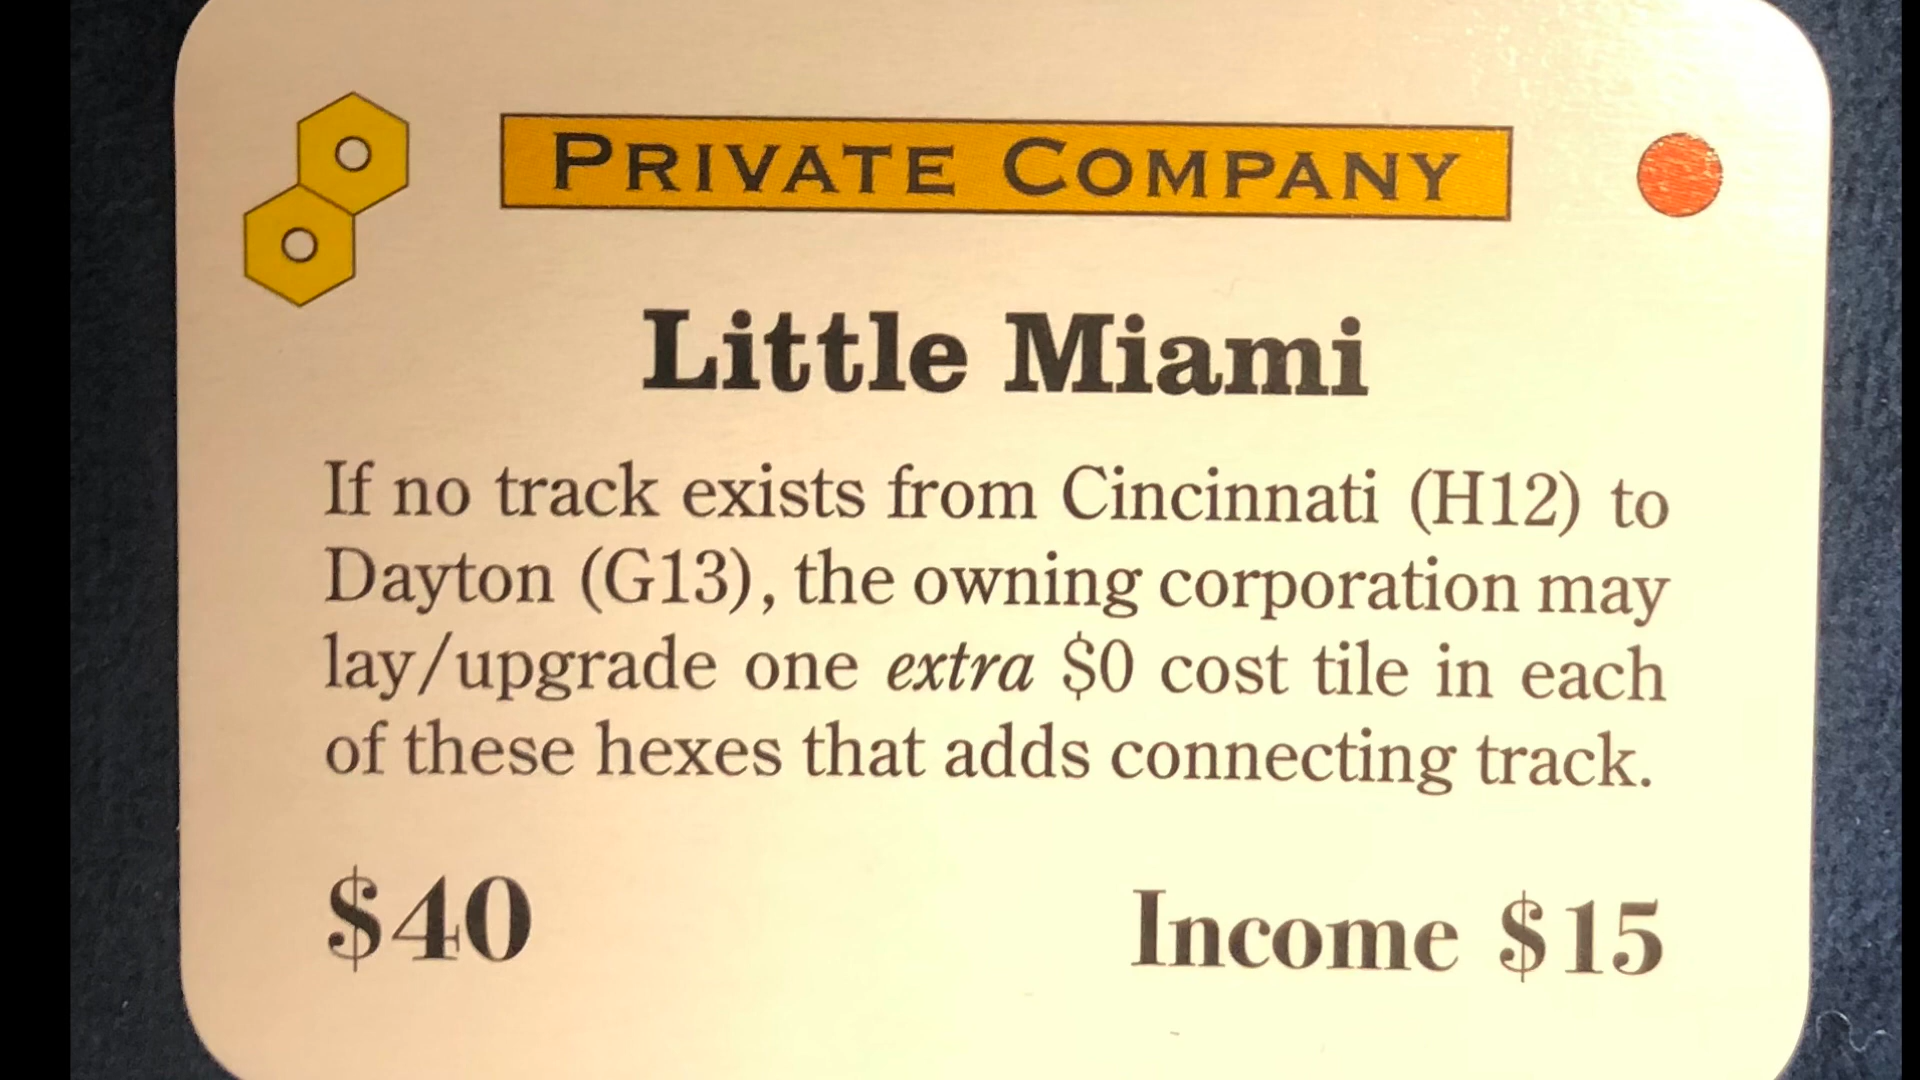 PRIVATE COMPANY
Little Miami
If no track exists from Cincinnati (H12) to
Dayton (G13), the owning corporation may
lay/upgrade one extra $0 cost tile in each
of these hexes that adds connecting track.
$40 Income $15